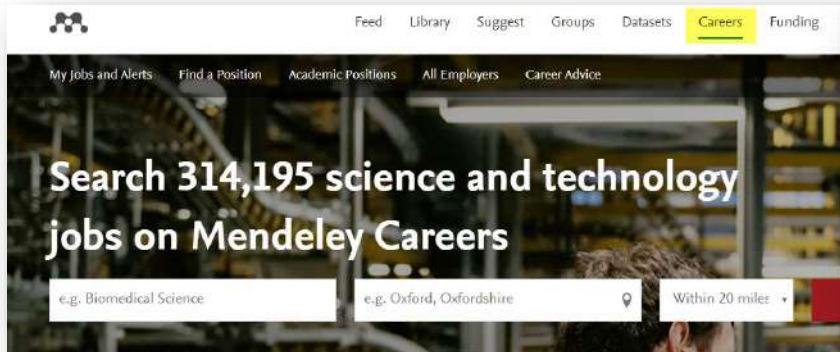 Feed Library Suggest Groups Datasets Careers Funding
My Jobs and Alerts Find a Position Academic Positions All Employers Career Advice
Search 314,195 science and technology
jobs on Mendeley Careers
e.g. Biomedical Science e.g. Oxford, Oxfordshire Within 20 miles